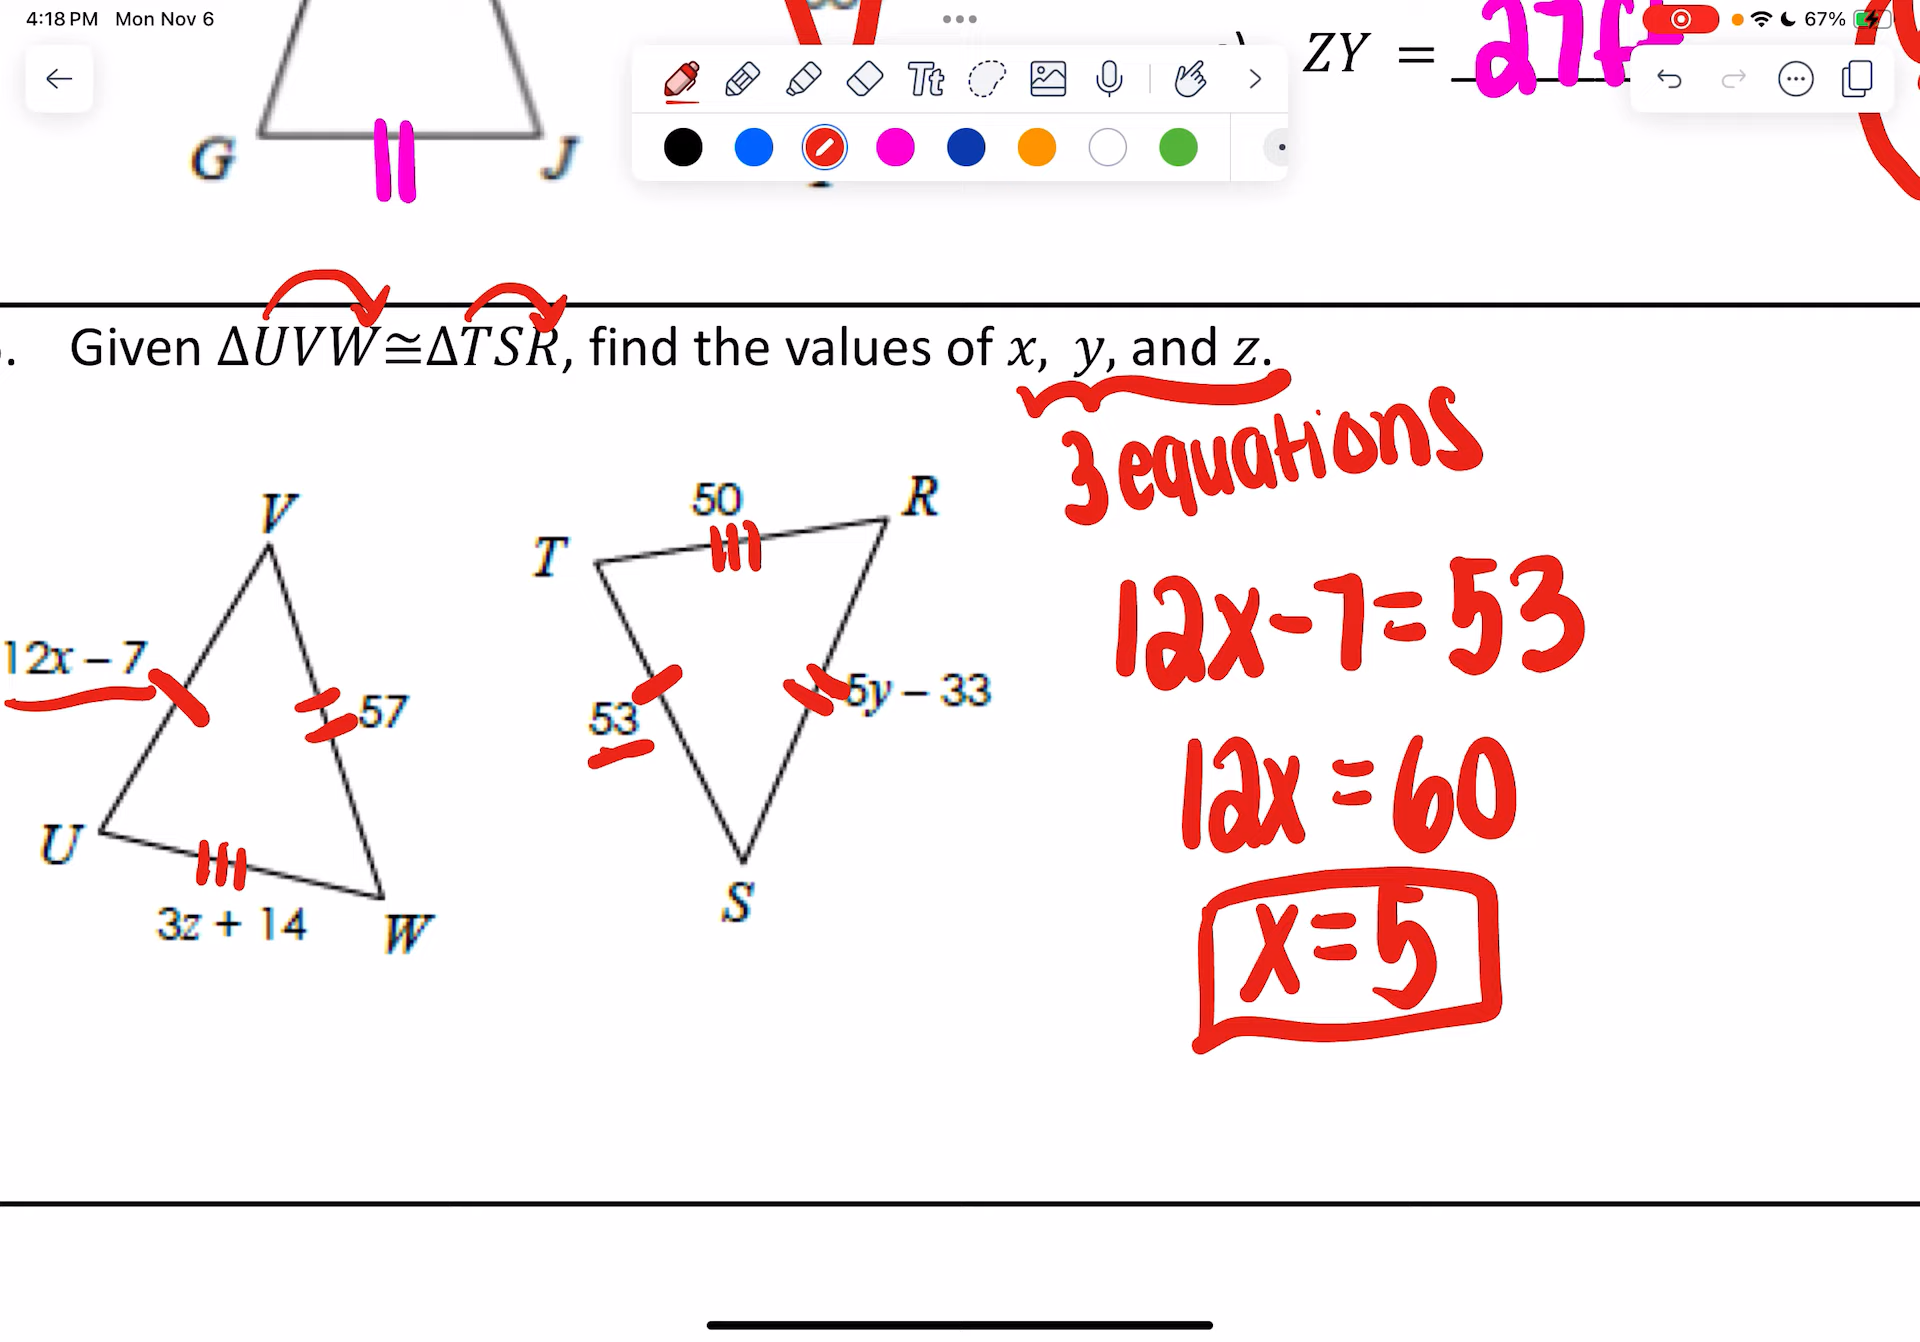 4:18 PM Mon Nov 6
67%
Tt
ZY =
G
J
Given ΔUVW≅ΔTSR, find the values of x, y, and z.
3 equations
V
50
R
T
12x – 7
57
53
5y – 33
U
3z + 14
W
S
12x-7=53
12x=60
x=5